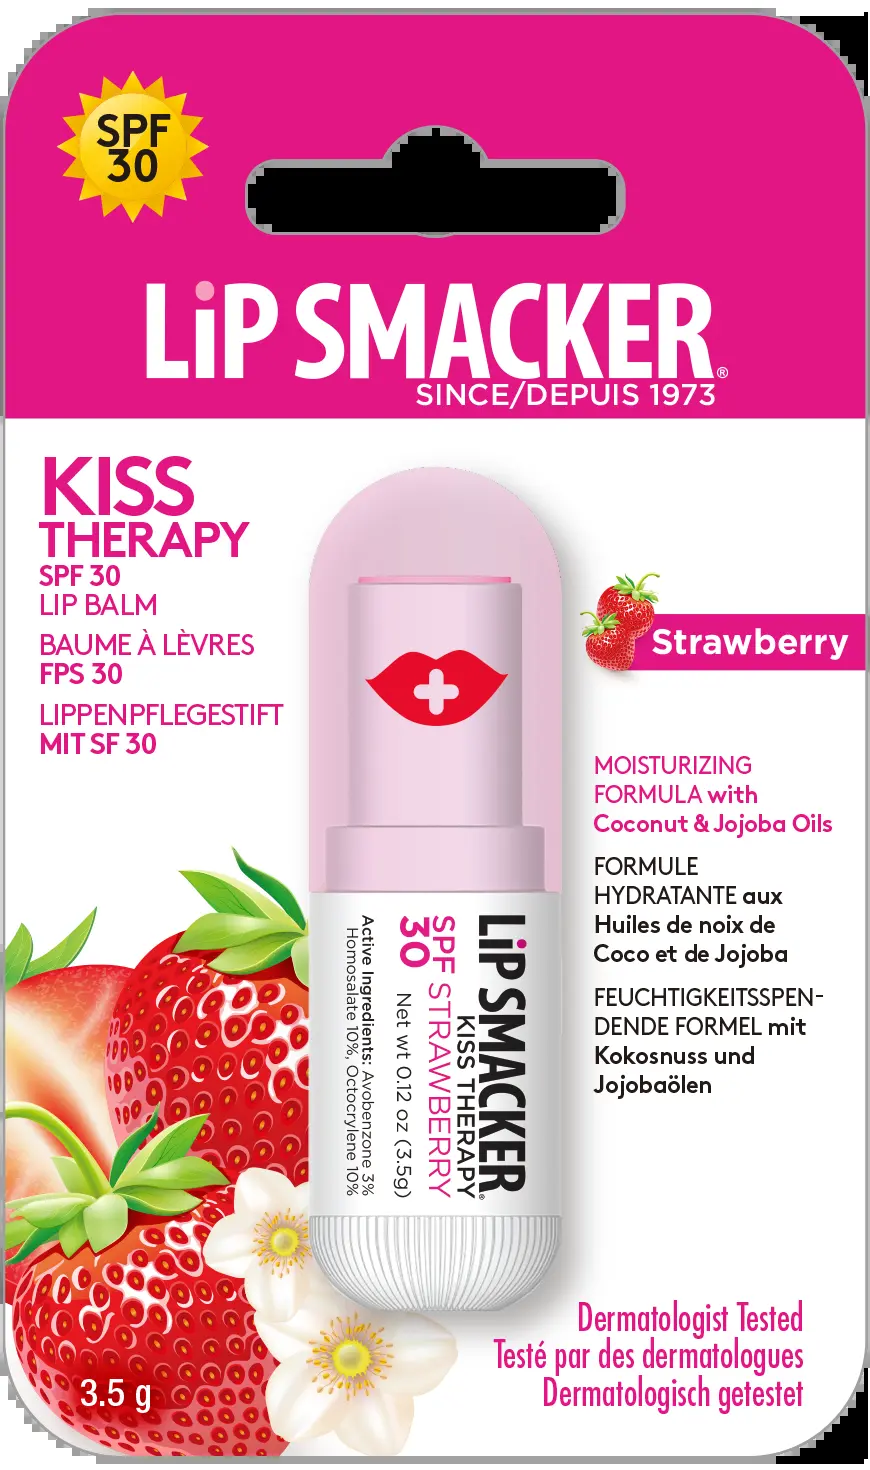 SPF
30
LiP SMACKER®
SINCE/DEPUIS 1973
KISS
THERAPY
SPF 30
LIP BALM
BAUME À LÈVRES
FPS 30
LIPPENPFLEGESTIFT
MIT SF 30
Strawberry
MOISTURIZING
FORMULA with
Coconut & Jojoba Oils
FORMULE
HYDRATANTE aux
Huiles de noix de
Coco et de Jojoba
FEUCHTIGKEITSSPEN-
DENDE FORMEL mit
Kokosnuss und
Jojobaölen
LiP SMACKER®
KISS THERAPY
SPF STRAWBERRY
30 Net wt 0.12 oz (3.5g)
Active Ingredients: Avobenzone 3%
Homosalate 10%, Octocrylene 10%
Dermatologist Tested
Testé par des dermatologues
Dermatologisch getestet
3.5 g